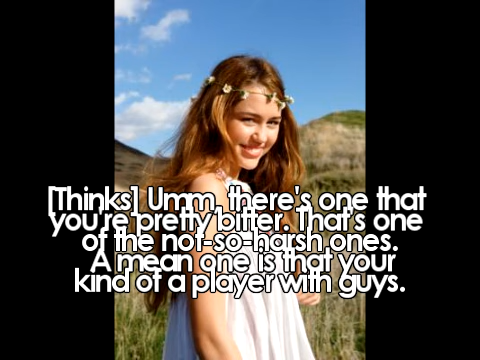 [Thinks] Umm, there's one that
you're pretty bitter. That's one
of the not-so-harsh ones.
A mean one is that your
kind of a player with guys.